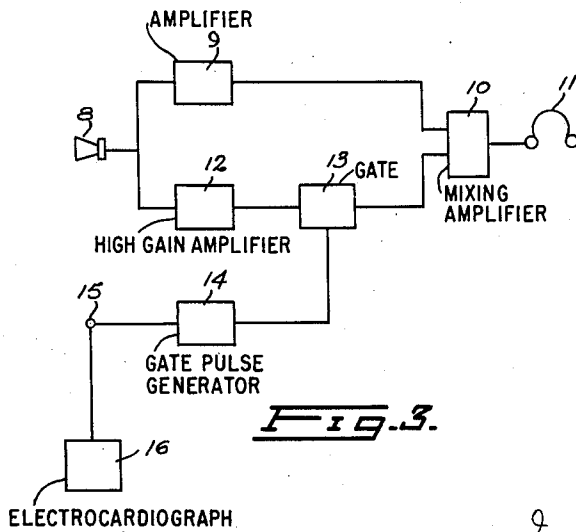 AMPLIFIER
9
8
10
11
12
13
GATE
HIGH GAIN AMPLIFIER
MIXING
AMPLIFIER
15
14
GATE PULSE
GENERATOR
Fig.3.
16
ELECTROCARDIOGRAPH